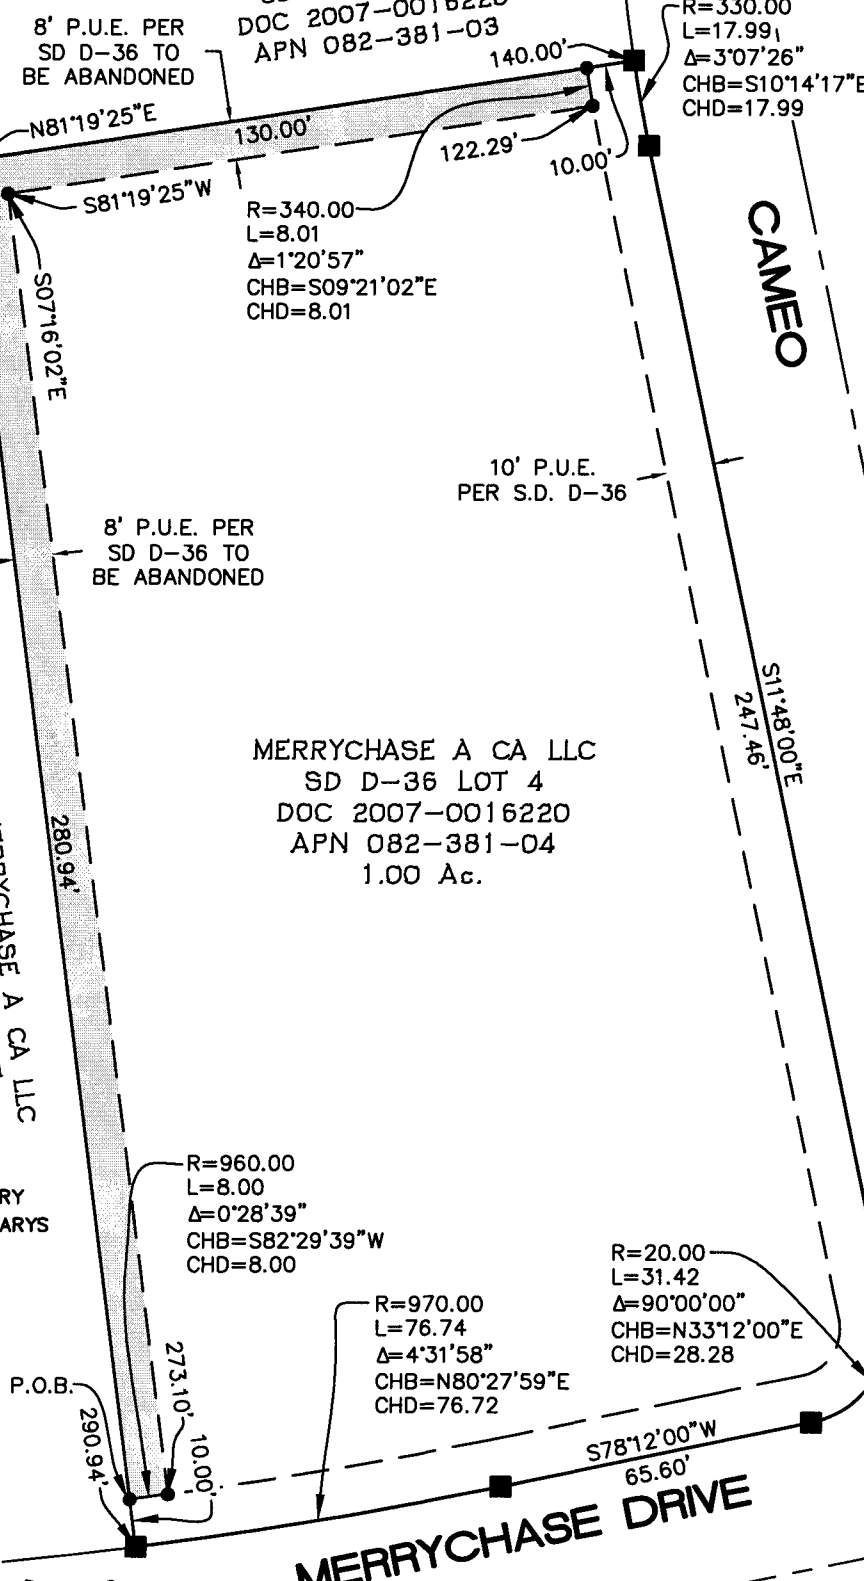 8' P.U.E. PER
SD D-36 TO
BE ABANDONED
DOC 2007-0016220
APN 082-381-03
140.00'
R=330.00
L=17.99
Δ=3°07'26"
CHB=S10°14'17"E
CHD=17.99
N81°19'25"E
130.00'
122.29'
10.00'
S81°19'25"W
R=340.00
L=8.01
Δ=1°20'57"
CHB=S09°21'02"E
CHD=8.01
S07°16'02"E
CAMEO
10' P.U.E.
PER S.D. D-36
8' P.U.E. PER
SD D-36 TO
BE ABANDONED
S11°48'00"E
247.46'
MERRYCHASE A CA LLC
SD D-36 LOT 4
DOC 2007-0016220
APN 082-381-04
1.00 Ac.
280.94'
A CA LLC
RY
ARYS
R=960.00
L=8.00
Δ=0°28'39"
CHB=S82°29'39"W
CHD=8.00
R=970.00
L=76.74
Δ=4°31'58"
CHB=N80°27'59"E
CHD=76.72
R=20.00
L=31.42
Δ=90°00'00"
CHB=N33°12'00"E
CHD=28.28
P.O.B.
273.10'
10.00'
290.94'
S78°12'00"W
65.60'
MERRYCHASE DRIVE